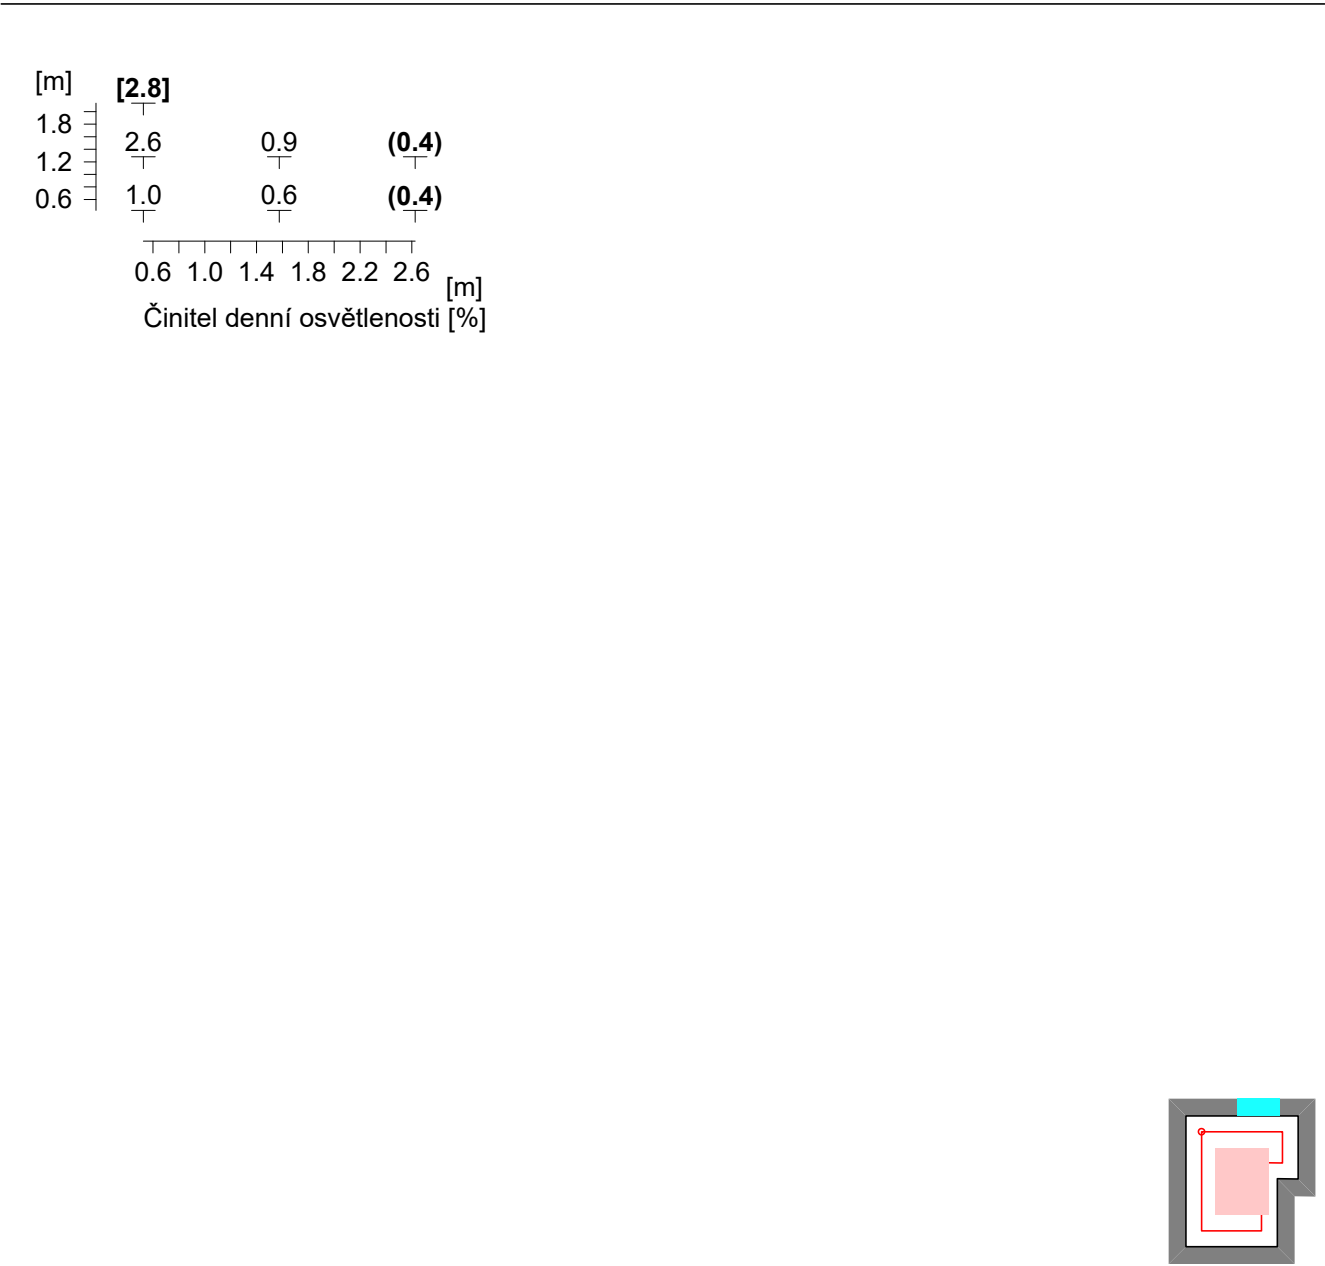 [m] [2.8]
1.8
2.6 0.9 (0.4)
1.2
0.6 1.0 0.6 (0.4)
0.6 1.0 1.4 1.8 2.2 2.6 [m]
Činitel denní osvětlenosti [%]